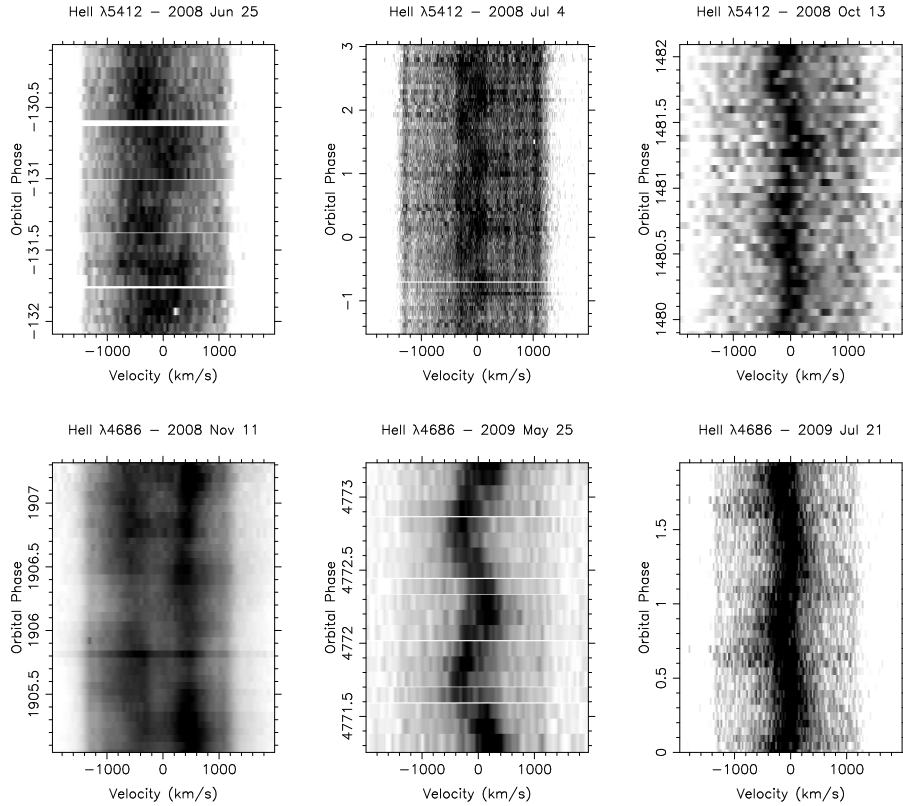 HeII λ5412 − 2008 Jun 25
HeII λ5412 − 2008 Jul 4
HeII λ5412 − 2008 Oct 13
Orbital Phase
−130.5
−131
−131.5
−132
−1000 0 1000
Velocity (km/s)
Orbital Phase
3
2
1
0
−1
−1000 0 1000
Velocity (km/s)
Orbital Phase
1482
1481.5
1481
1480.5
1480
−1000 0 1000
Velocity (km/s)
HeII λ4686 − 2008 Nov 11
HeII λ4686 − 2009 May 25
HeII λ4686 − 2009 Jul 21
Orbital Phase
1907
1906.5
1906
1905.5
−1000 0 1000
Velocity (km/s)
Orbital Phase
4773
4772.5
4772
4771.5
−1000 0 1000
Velocity (km/s)
Orbital Phase
1.5
1
0.5
0
−1000 0 1000
Velocity (km/s)